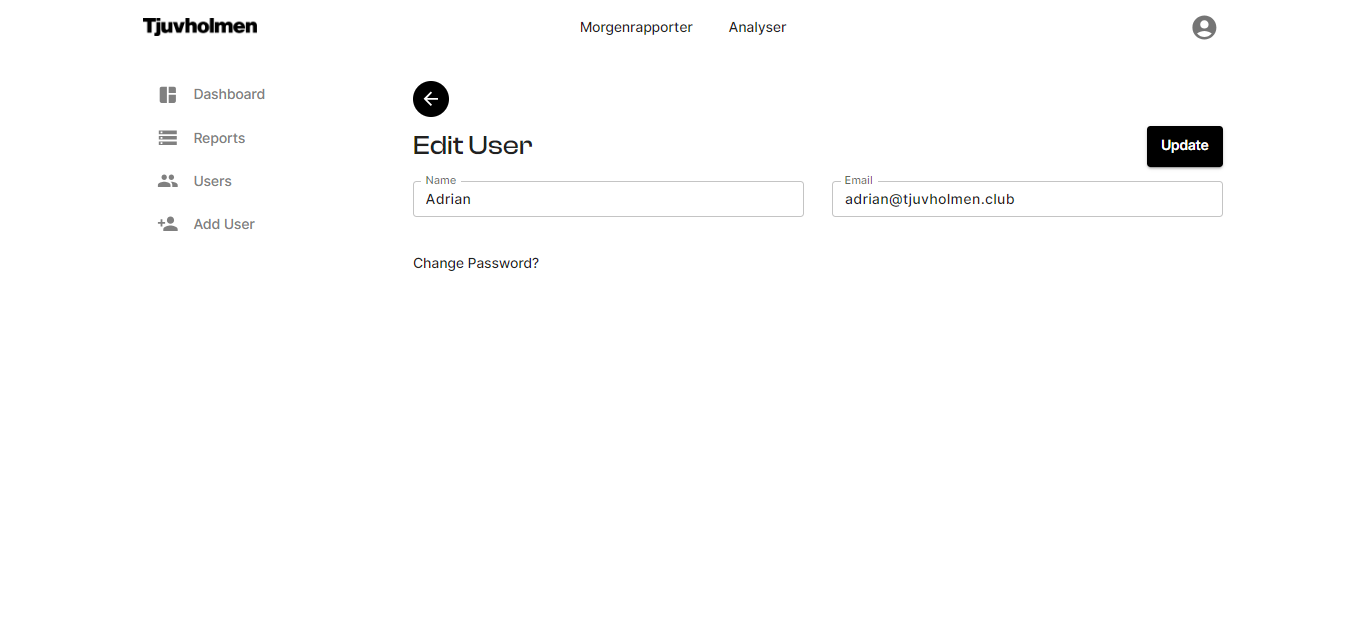 Tjuvholmen
Morgenrapporter
Analyser
Dashboard
Reports
Users
Add User
Edit User
Update
Name
Adrian
Email
adrian@tjuvholmen.club
Change Password?